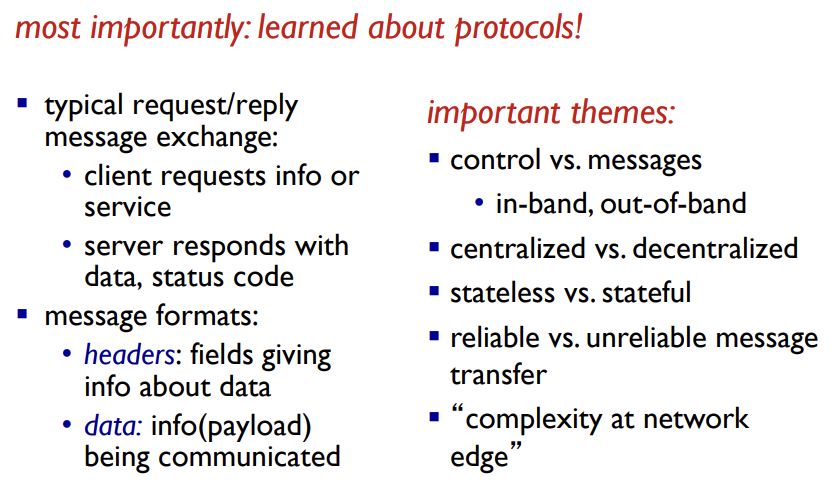 most importantly: learned about protocols!
▪ typical request/reply
message exchange:
• client requests info or
service
• server responds with
data, status code
▪ message formats:
• headers: fields giving
info about data
• data: info(payload)
being communicated
important themes:
▪ control vs. messages
• in-band, out-of-band
▪ centralized vs. decentralized
▪ stateless vs. stateful
▪ reliable vs. unreliable message
transfer
▪ “complexity at network
edge”